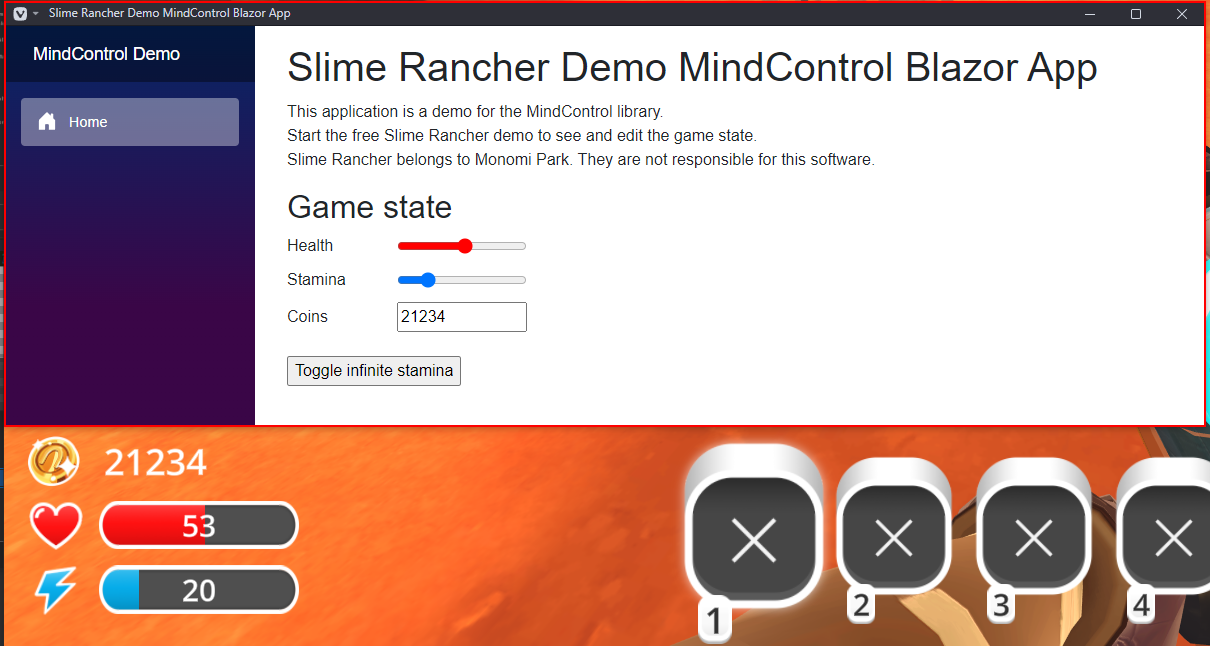 Slime Rancher Demo MindControl Blazor App
MindControl Demo
Home
Slime Rancher Demo MindControl Blazor App
This application is a demo for the MindControl library.
Start the free Slime Rancher demo to see and edit the game state.
Slime Rancher belongs to Monomi Park. They are not responsible for this software.
Game state
Health
Stamina
Coins 21234
Toggle infinite stamina
21234
53
20
1 2 3 4